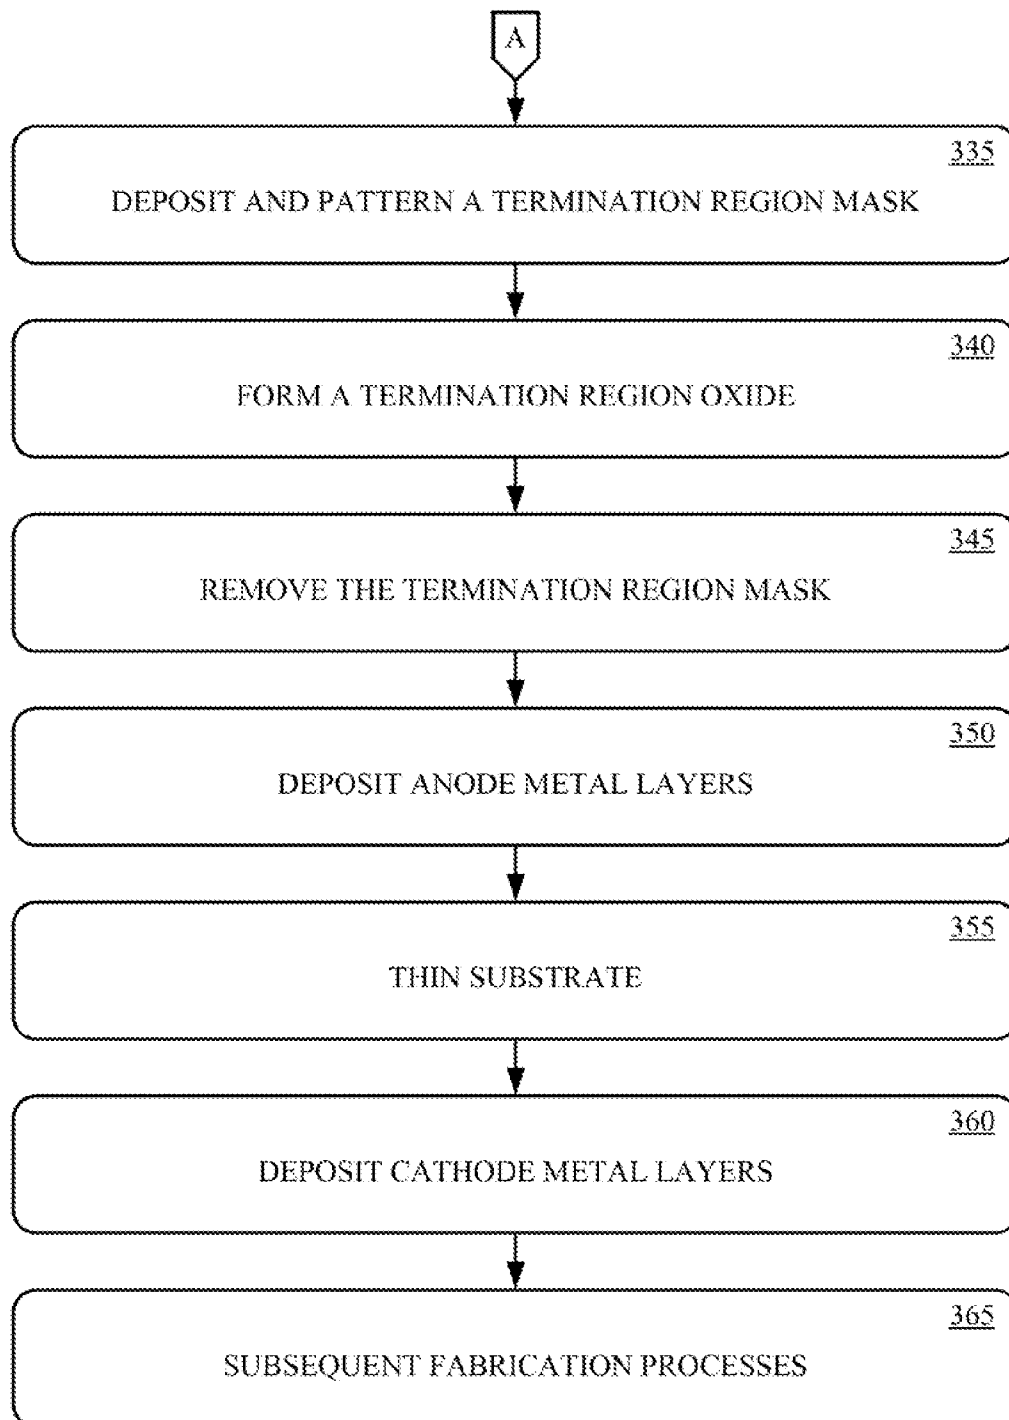 A
335
DEPOSIT AND PATTERN A TERMINATION REGION MASK
340
FORM A TERMINATION REGION OXIDE
345
REMOVE THE TERMINATION REGION MASK
350
DEPOSIT ANODE METAL LAYERS
355
THIN SUBSTRATE
360
DEPOSIT CATHODE METAL LAYERS
365
SUBSEQUENT FABRICATION PROCESSES